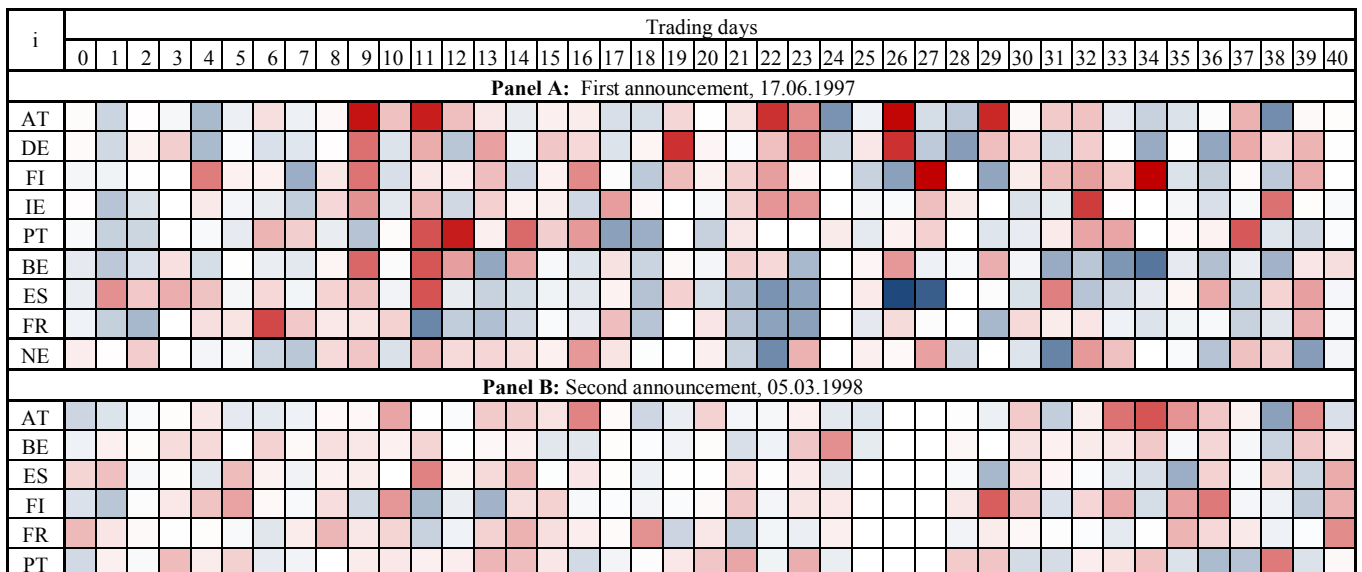 i
Trading days
0 1 2 3 4 5 6 7 8 9 10 11 12 13 14 15 16 17 18 19 20 21 22 23 24 25 26 27 28 29 30 31 32 33 34 35 36 37 38 39 40
Panel A: First announcement, 17.06.1997
AT
DE
FI
IE
PT
BE
ES
FR
NE
Panel B: Second announcement, 05.03.1998
AT
BE
ES
FI
FR
PT